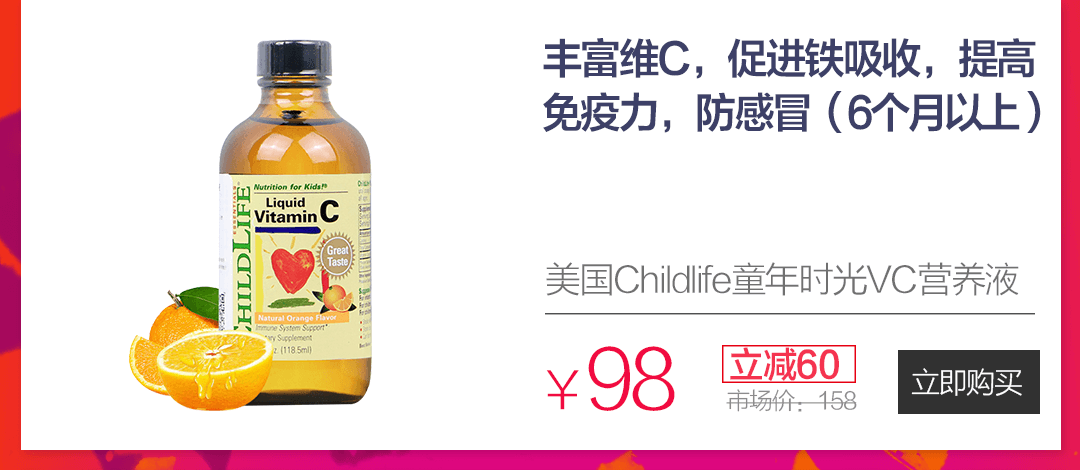 丰富维C，促进铁吸收，提高
免疫力，防感冒（6个月以上）
美国Childlife童年时光VC营养液
￥98
立减60
市场价：158
立即购买
Nutrition for Kids!®
Liquid
Vitamin C
ESSENTIALS
CHILDLIFE
Great
Taste
Natural Orange Flavor
Immune System Support*
Supplement
(118.5ml)